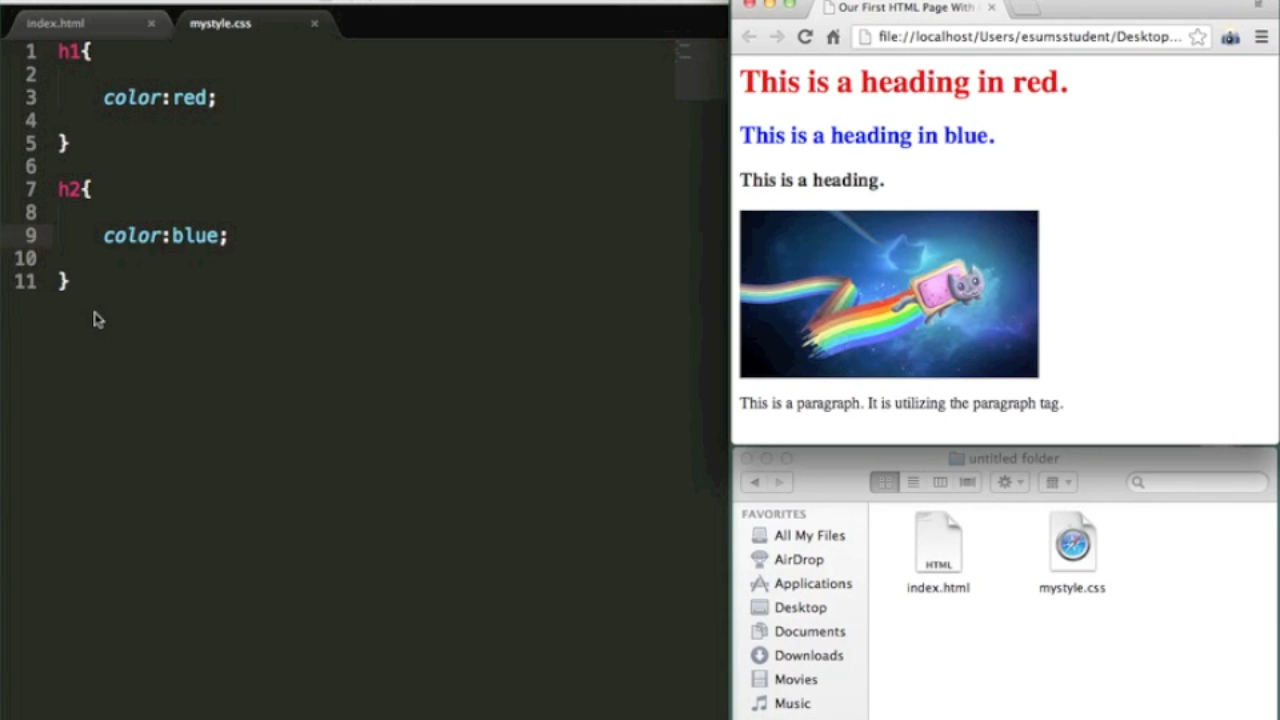 index.html
mystyle.css
1 h1{
2
3 color:red;
4
5 }
6
7 h2{
8
9 color:blue;
10
11 }
Our First HTML Page With
file://localhost/Users/esumsstudent/Desktop...
This is a heading in red.
This is a heading in blue.
This is a heading.
This is a paragraph. It is utilizing the paragraph tag.
untitled folder
FAVORITES
All My Files
AirDrop
Applications
Desktop
Documents
Downloads
Movies
Music
HTML
index.html
mystyle.css